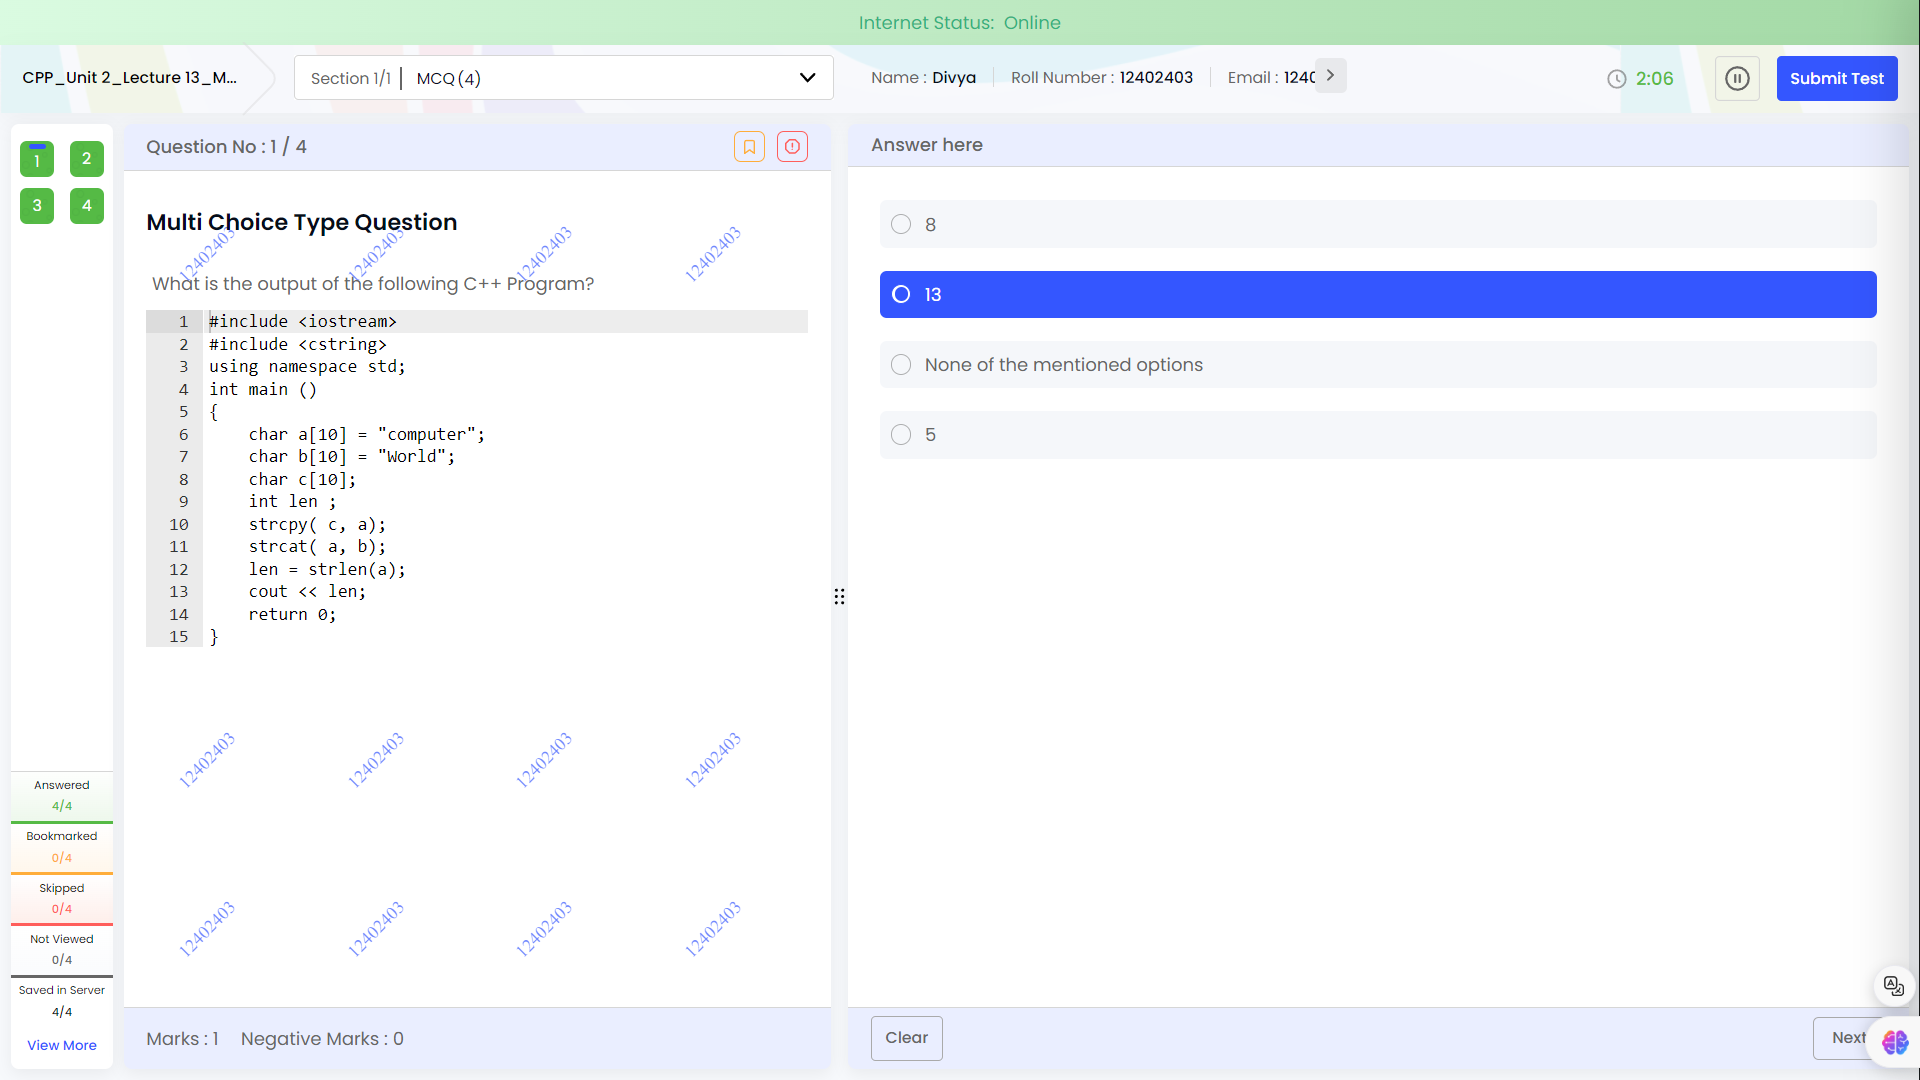 Internet Status: Online
CPP_Unit 2_Lecture 13_M...
Section 1/1 | MCQ (4)
Name : Divya
Roll Number : 12402403
Email : 1240
2:06
Submit Test
1
2
3
4
Question No : 1 / 4
Multi Choice Type Question
What is the output of the following C++ Program?
1 #include <iostream>
2 #include <cstring>
3 using namespace std;
4 int main ()
5 {
6     char a[10] = "computer";
7     char b[10] = "World";
8     char c[10];
9     int len ;
10     strcpy( c, a);
11     strcat( a, b);
12     len = strlen(a);
13     cout << len;
14     return 0;
15 }
12402403 12402403 12402403 12402403
12402403 12402403 12402403 12402403
12402403 12402403 12402403 12402403
Marks : 1 Negative Marks : 0
Answer here
8
13
None of the mentioned options
5
Clear
Next
Answered
4/4
Bookmarked
0/4
Skipped
0/4
Not Viewed
0/4
Saved in Server
4/4
View More